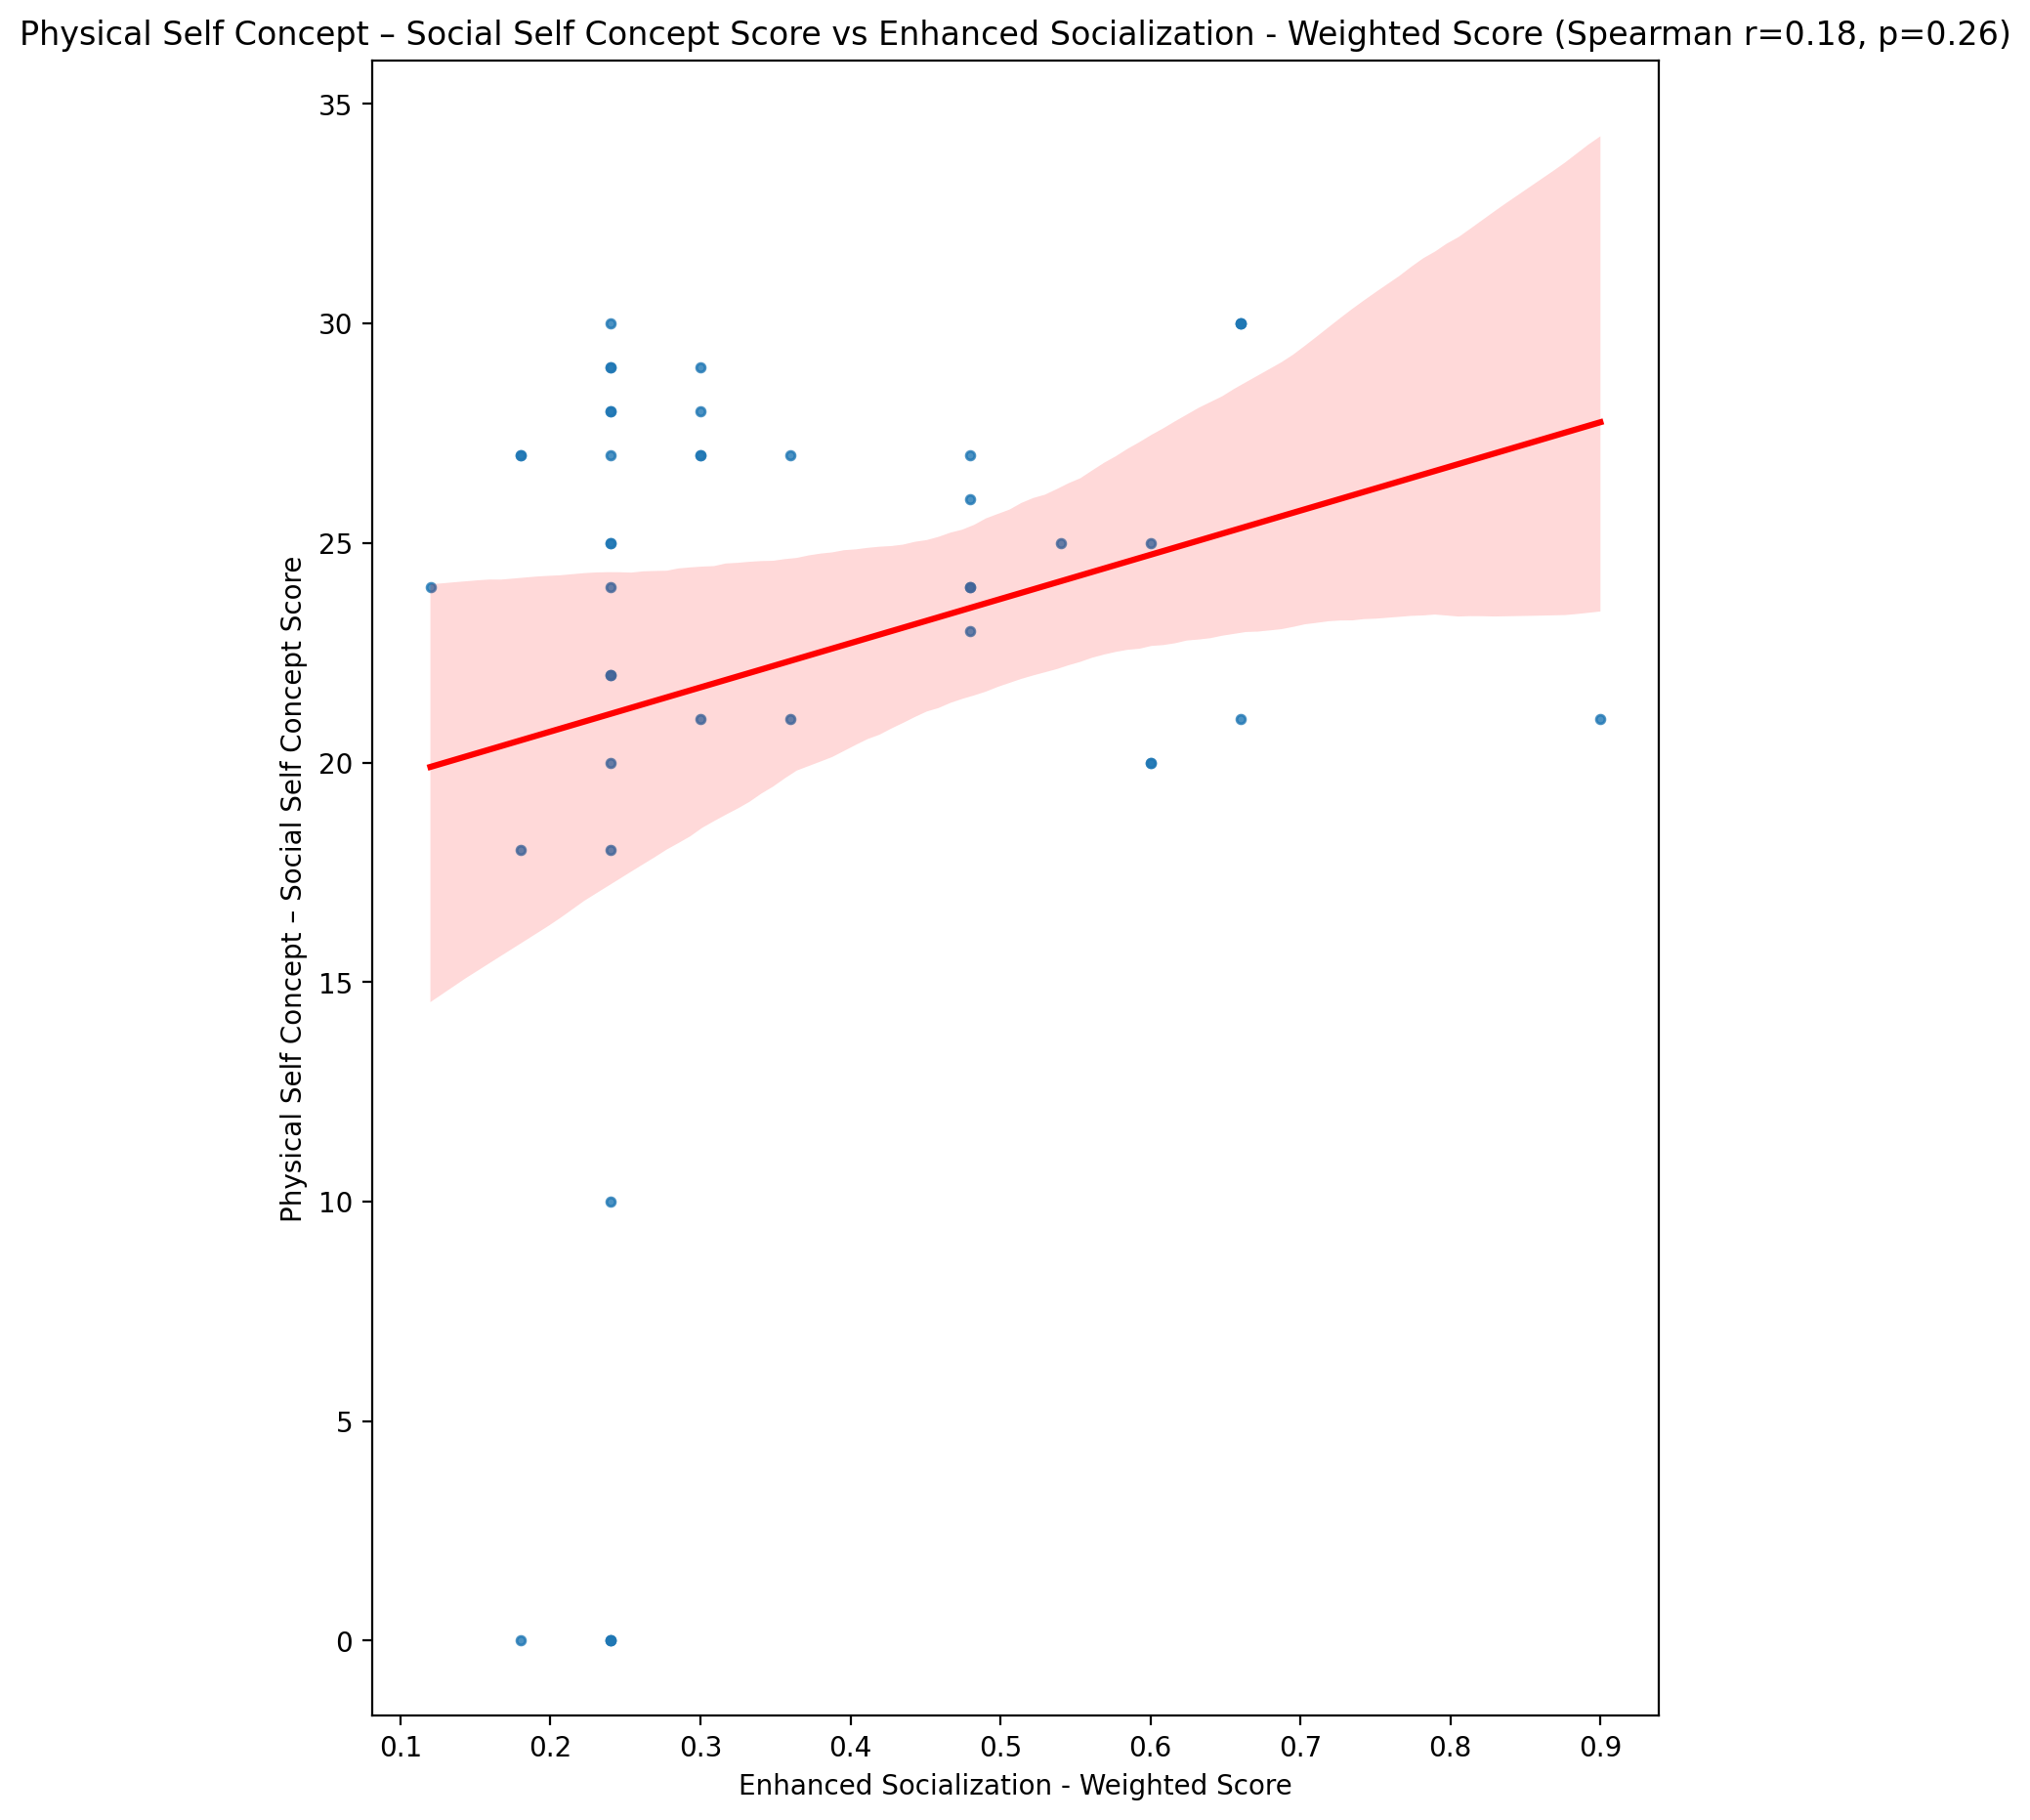 Physical Self Concept – Social Self Concept Score vs Enhanced Socialization - Weighted Score (Spearman r=0.18, p=0.26)
Physical Self Concept – Social Self Concept Score
35
30
25
20
15
10
5
0
0.1 0.2 0.3 0.4 0.5 0.6 0.7 0.8 0.9
Enhanced Socialization - Weighted Score